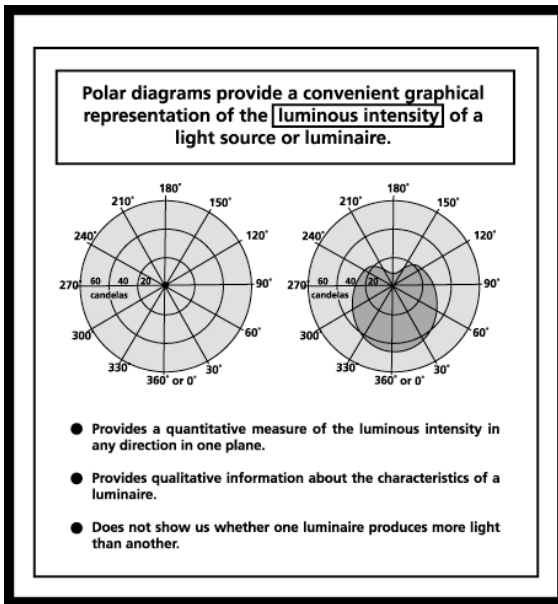 Polar diagrams provide a convenient graphical
representation of the luminous intensity of a
light source or luminaire.
180°
210° 150°
240° 120°
270° 60 40 20 90°
candelas
300° 60°
330° 30°
360° or 0°
180°
210° 150°
240° 120°
270° 60 40 20 90°
candelas
300° 60°
330° 30°
360° or 0°
● Provides a quantitative measure of the luminous intensity in
any direction in one plane.
● Provides qualitative information about the characteristics of a
luminaire.
● Does not show us whether one luminaire produces more light
than another.